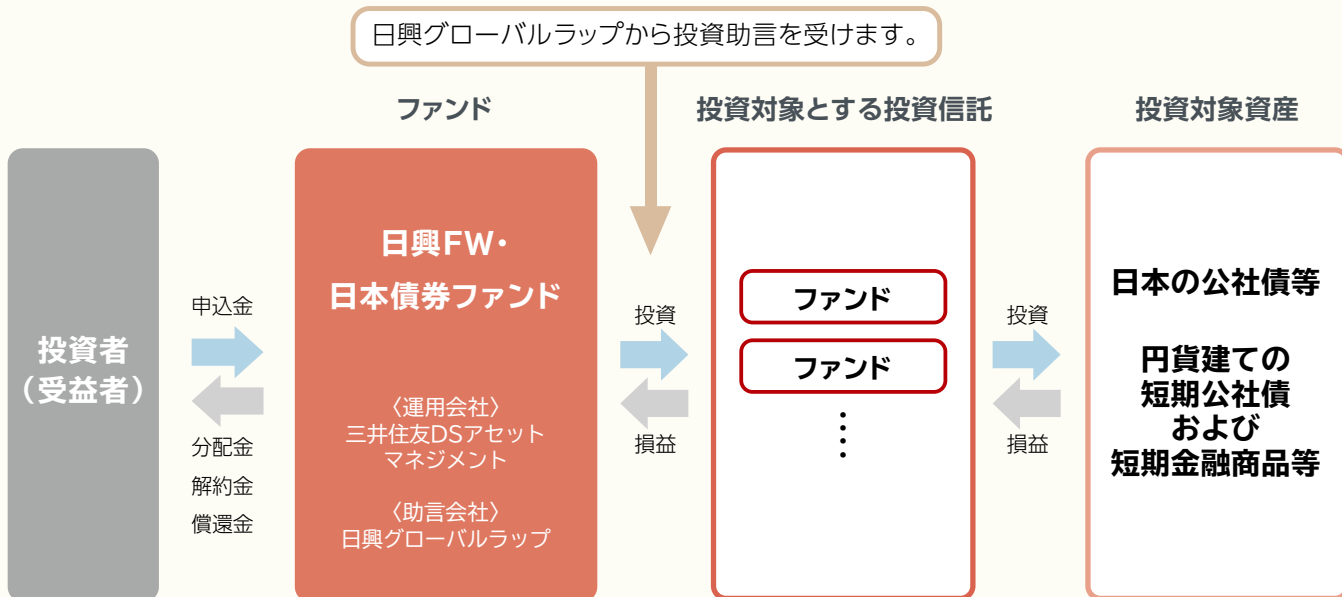 日興グローバルラップから投資助言を受けます。
ファンド
投資対象とする投資信託
投資対象資産
投資者
（受益者）
申込金
分配金
解約金
償還金
日興FW・
日本債券ファンド
〈運用会社〉
三井住友DSアセット
マネジメント
〈助言会社〉
日興グローバルラップ
投資
損益
ファンド
ファンド
投資
損益
日本の公社債等
円貨建ての
短期公社債
および
短期金融商品等